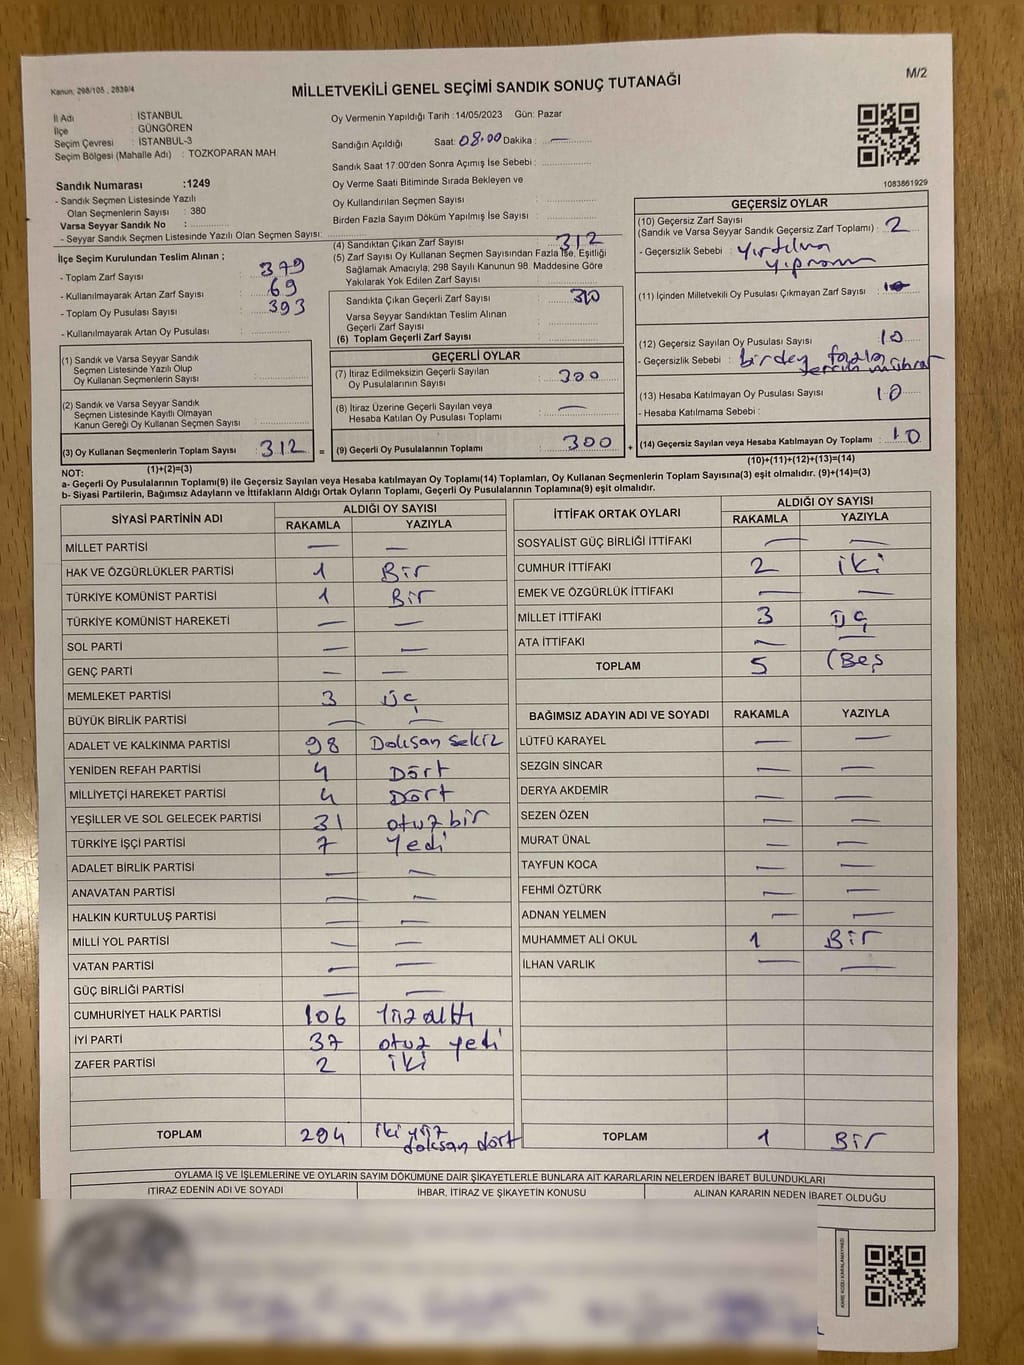 Kanun, 298/105 , 2839/4
MİLLETVEKİLİ GENEL SEÇİMİ SANDIK SONUÇ TUTANAĞI
M/2
İl Adı : İSTANBUL
İlçe : GÜNGÖREN
Seçim Çevresi : İSTANBUL-3
Seçim Bölgesi (Mahalle Adı) : TOZKOPARAN MAH
Sandık Numarası :1249
- Sandık Seçmen Listesinde Yazılı
Olan Seçmenlerin Sayısı : 380
Varsa Seyyar Sandık No :
- Seyyar Sandık Seçmen Listesinde Yazılı Olan Seçmen Sayısı:
Oy Vermenin Yapıldığı Tarih :14/05/2023 Gün: Pazar
Sandığın Açıldığı Saat: 08.00 Dakika : —
Sandık Saat 17:00'den Sonra Açımış İse Sebebi :
Oy Verme Saati Bitiminde Sırada Bekleyen ve
Oy Kullandırılan Seçmen Sayısı :
Birden Fazla Sayım Döküm Yapılmış İse Sayısı :
1083861929
İlçe Seçim Kurulundan Teslim Alınan ;
- Toplam Zarf Sayısı : 379
- Kullanılmayarak Artan Zarf Sayısı : 69
- Toplam Oy Pusulası Sayısı : 393
- Kullanılmayarak Artan Oy Pusulası :
(1) Sandık ve Varsa Seyyar Sandık
Seçmen Listesinde Yazılı Olup
Oy Kullanan Seçmenlerin Sayısı :
(2) Sandık ve Varsa Seyyar Sandık
Seçmen Listesinde Kayıtlı Olmayan
Kanun Gereği Oy Kullanan Seçmen Sayısı :
(3) Oy Kullanan Seçmenlerin Toplam Sayısı : 312
(1)+(2)=(3)
(4) Sandıktan Çıkan Zarf Sayısı : 312
(5) Zarf Sayısı Oy Kullanan Seçmen Sayısından Fazla İse, Eşitliği
Sağlamak Amacıyla; 298 Sayılı Kanunun 98. Maddesine Göre
Yakılarak Yok Edilen Zarf Sayısı :
Sandıkta Çıkan Geçerli Zarf Sayısı : 310
Varsa Seyyar Sandıktan Teslim Alınan
Geçerli Zarf Sayısı :
(6) Toplam Geçerli Zarf Sayısı :
GEÇERLİ OYLAR
(7) İtiraz Edilmeksizin Geçerli Sayılan
Oy Pusulalarının Sayısı : 300
(8) İtiraz Üzerine Geçerli Sayılan veya
Hesaba Katılan Oy Pusulası Toplamı : —
= (9) Geçerli Oy Pusulalarının Toplamı : 300
GEÇERSİZ OYLAR
(10) Geçersiz Zarf Sayısı
(Sandık ve Varsa Seyyar Sandık Geçersiz Zarf Toplamı) : 2
- Geçersizlik Sebebi :
(11) İçinden Milletvekili Oy Pusulası Çıkmayan Zarf Sayısı :
(12) Geçersiz Sayılan Oy Pusulası Sayısı : 10
- Geçersizlik Sebebi : birden fazla
(13) Hesaba Katılmayan Oy Pusulası Sayısı : 10
- Hesaba Katılmama Sebebi :
+ (14) Geçersiz Sayılan veya Hesaba Katılmayan Oy Toplamı : 10
(10)+(11)+(12)+(13)=(14)
NOT:
a- Geçerli Oy Pusulaları Toplamı(9) ile Geçersiz Sayılan veya Hesaba katılmayan Oy Toplamı(14) Toplamları, Oy Kullanan Seçmenlerin Toplam Sayısına(3) eşit olmalıdır. (9)+(14)=(3)
b- Siyasi Partilerin, Bağımsız Adayların ve İttifakların Aldığı Ortak Oyların Toplamı, Geçerli Oy Pusulalarının Toplamına(9) eşit olmalıdır.
SİYASİ PARTİNİN ADI ALDIĞI OY SAYISI
RAKAMLA YAZIYLA
MİLLET PARTİSİ — —
HAK VE ÖZGÜRLÜKLER PARTİSİ 1 Bir
TÜRKİYE KOMÜNİST PARTİSİ 1 Bir
TÜRKİYE KOMÜNİST HAREKETİ — —
SOL PARTİ — —
GENÇ PARTİ — —
MEMLEKET PARTİSİ 3 üç
BÜYÜK BİRLİK PARTİSİ — —
ADALET VE KALKINMA PARTİSİ 98 Doksan sekiz
YENİDEN REFAH PARTİSİ 4 Dört
MİLLİYETÇİ HAREKET PARTİSİ 4 Dört
YEŞİLLER VE SOL GELECEK PARTİSİ 31 otuz bir
TÜRKİYE İŞÇİ PARTİSİ 7 Yedi
ADALET BİRLİK PARTİSİ — —
ANAVATAN PARTİSİ — —
HALKIN KURTULUŞ PARTİSİ — —
MİLLİ YOL PARTİSİ — —
VATAN PARTİSİ — —
GÜÇ BİRLİĞİ PARTİSİ — —
CUMHURİYET HALK PARTİSİ 106 Yüz altı
İYİ PARTİ 37 otuz yedi
ZAFER PARTİSİ 2 iki
TOPLAM 294 iki yüz
doksan dört
İTTİFAK ORTAK OYLARI ALDIĞI OY SAYISI
RAKAMLA YAZIYLA
SOSYALİST GÜÇ BİRLİĞİ İTTİFAKI — —
CUMHUR İTTİFAKI 2 iki
EMEK VE ÖZGÜRLÜK İTTİFAKI — —
MİLLET İTTİFAKI 3 üç
ATA İTTİFAKI — —
TOPLAM 5 (Beş
BAĞIMSIZ ADAYIN ADI VE SOYADI RAKAMLA YAZIYLA
LÜTFÜ KARAYEL — —
SEZGİN SİNCAR — —
DERYA AKDEMİR — —
SEZEN ÖZEN — —
MURAT ÜNAL — —
TAYFUN KOCA — —
FEHMİ ÖZTÜRK — —
ADNAN YELMEN — —
MUHAMMET ALİ OKUL 1 Bir
İLHAN VARLIK — —
TOPLAM 1 Bir
OYLAMA İŞ VE İŞLEMLERİNE VE OYLARIN SAYIM DÖKÜMÜNE DAİR ŞİKAYETLERLE BUNLARA AİT KARARLARIN NELERDEN İBARET BULUNDUKLARI
İTİRAZ EDENİN ADI VE SOYADI İHBAR, İTİRAZ VE ŞİKAYETİN KONUSU ALINAN KARARIN NEDEN İBARET OLDUĞU
KARE KODU KARALAMAYINIZ!